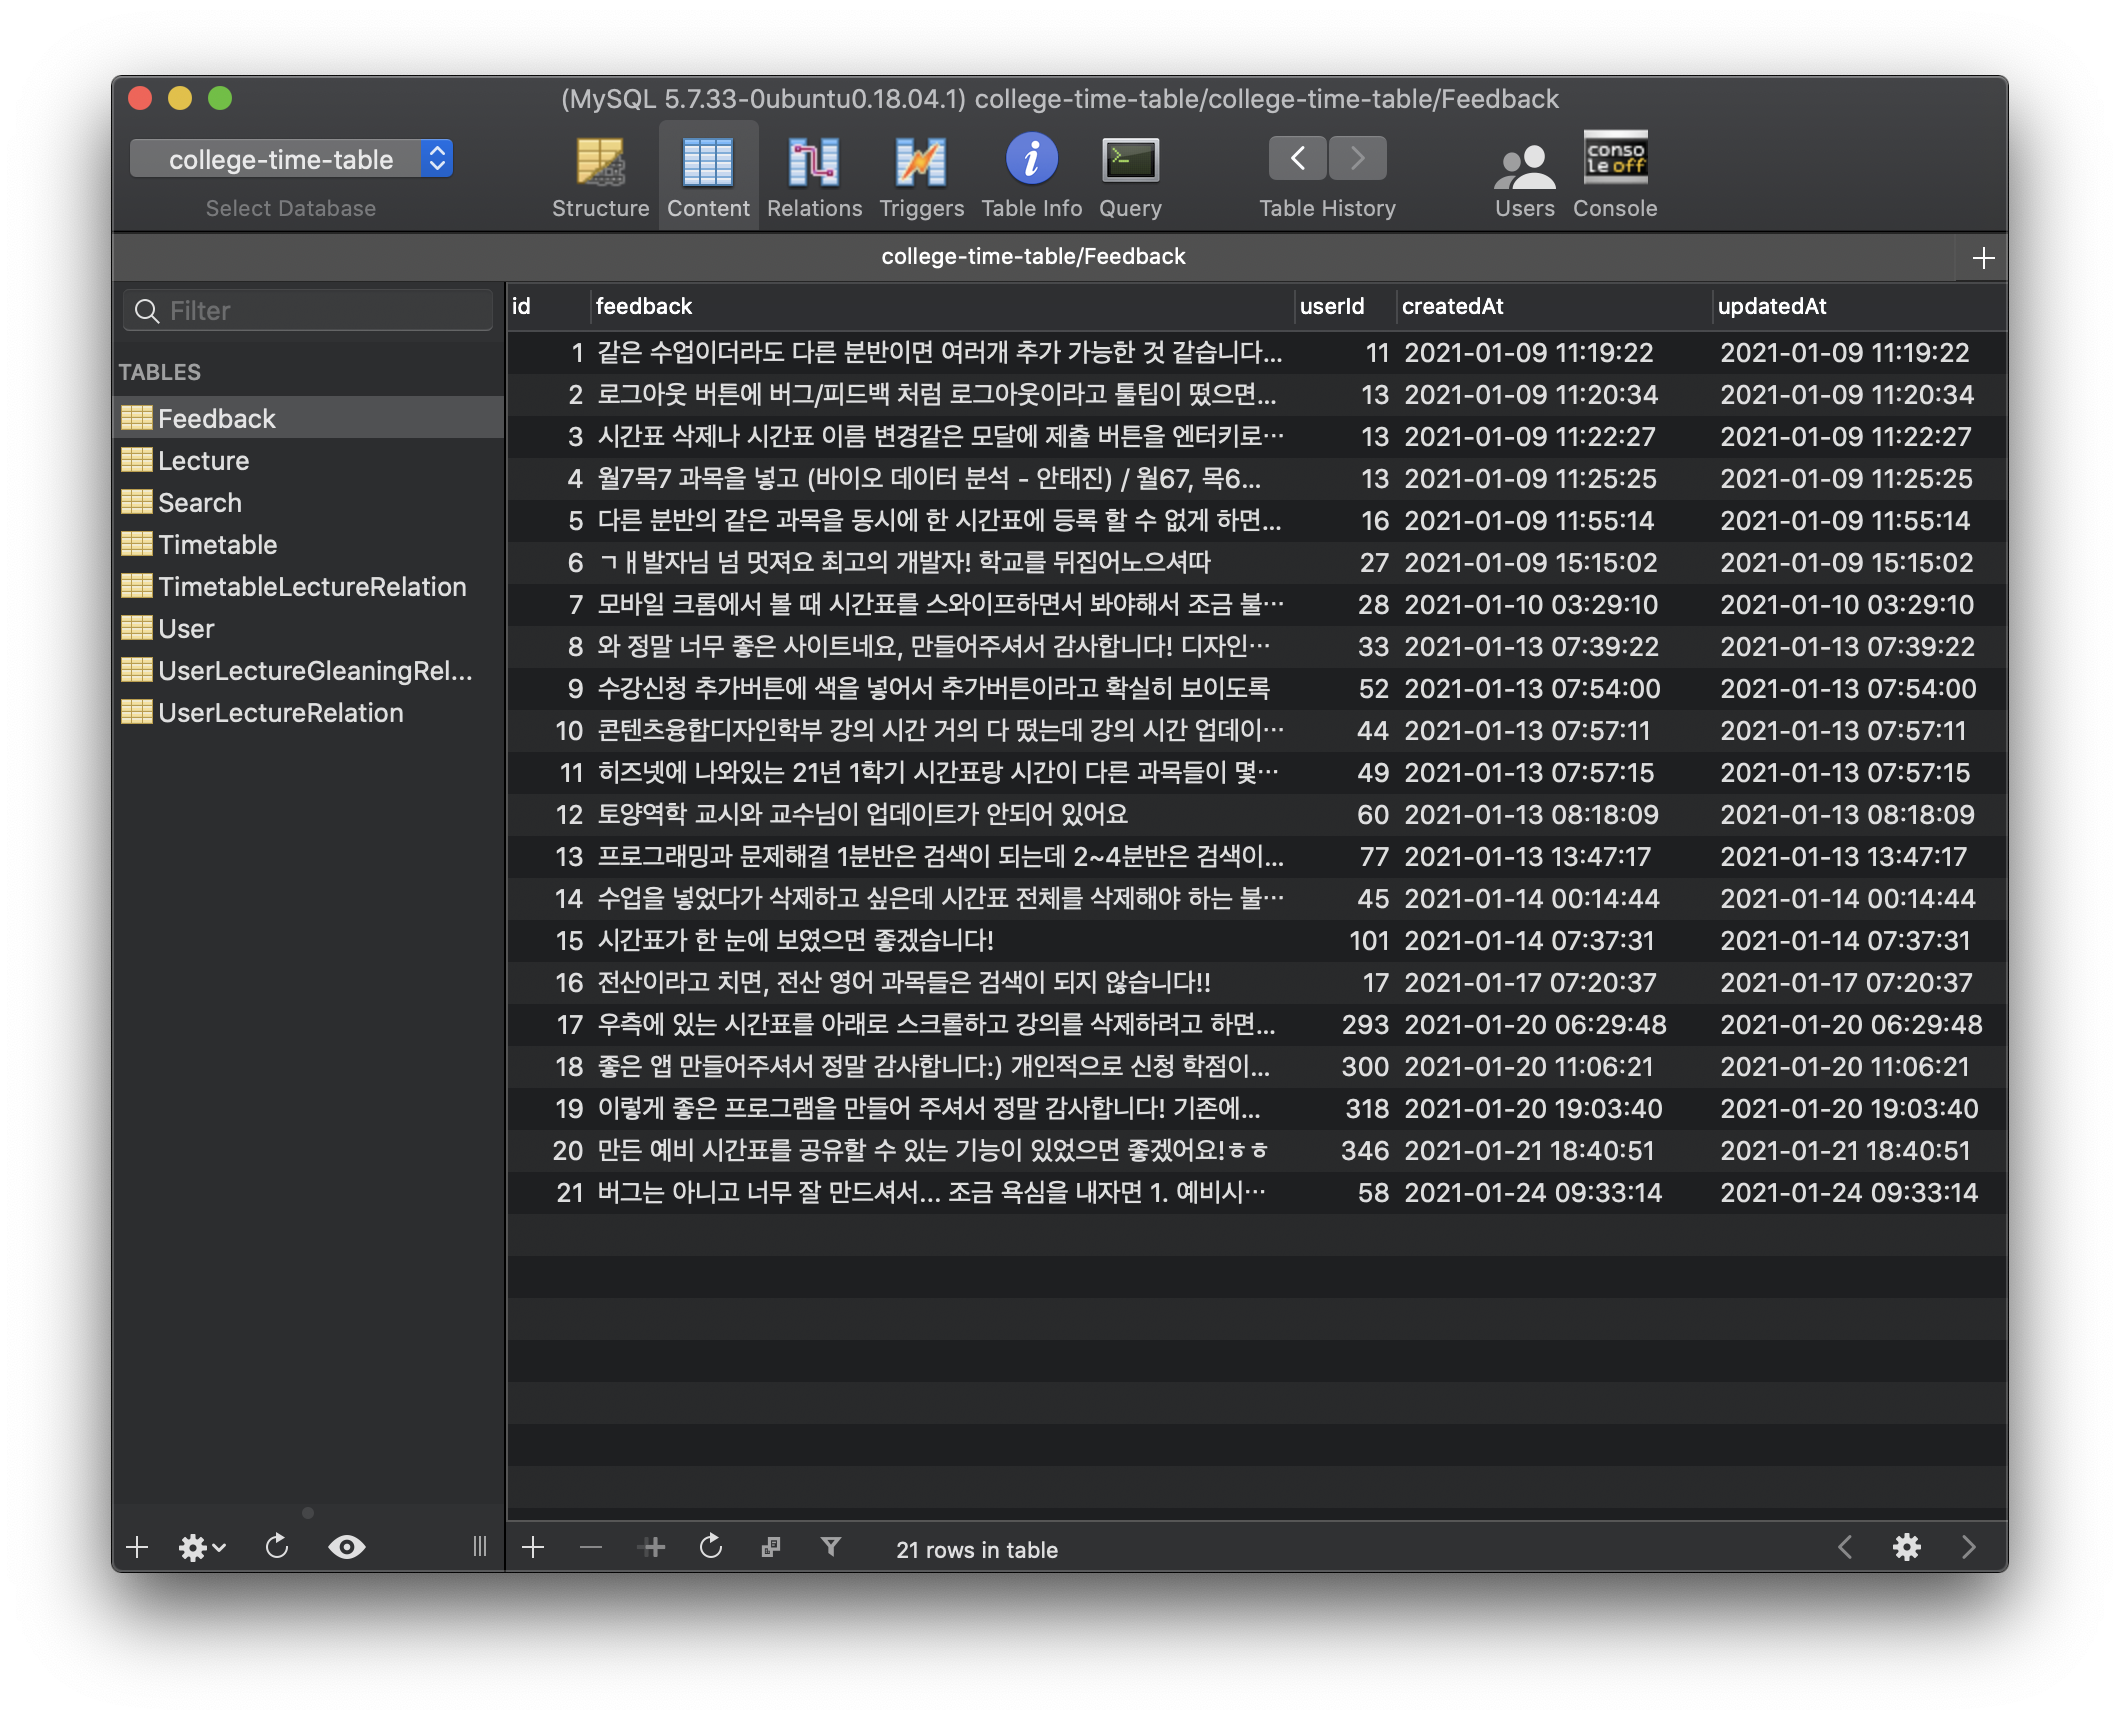 (MySQL 5.7.33-0ubuntu0.18.04.1) college-time-table/college-time-table/Feedback
college-time-table
Select Database
Structure Content Relations Triggers Table Info Query Table History Users Console
conso
le off
college-time-table/Feedback
Filter
TABLES
Feedback
Lecture
Search
Timetable
TimetableLectureRelation
User
UserLectureGleaningRel...
UserLectureRelation
id feedback userId createdAt updatedAt
1 같은 수업이더라도 다른 분반이면 여러개 추가 가능한 것 같습니다... 11 2021-01-09 11:19:22 2021-01-09 11:19:22
2 로그아웃 버튼에 버그/피드백 처럼 로그아웃이라고 툴팁이 떴으면... 13 2021-01-09 11:20:34 2021-01-09 11:20:34
3 시간표 삭제나 시간표 이름 변경같은 모달에 제출 버튼을 엔터키로… 13 2021-01-09 11:22:27 2021-01-09 11:22:27
4 월7목7 과목을 넣고 (바이오 데이터 분석 - 안태진) / 월67, 목6... 13 2021-01-09 11:25:25 2021-01-09 11:25:25
5 다른 분반의 같은 과목을 동시에 한 시간표에 등록 할 수 없게 하면... 16 2021-01-09 11:55:14 2021-01-09 11:55:14
6 ㄱㅐ발자님 넘 멋져요 최고의 개발자! 학교를 뒤집어노으셔따 27 2021-01-09 15:15:02 2021-01-09 15:15:02
7 모바일 크롬에서 볼 때 시간표를 스와이프하면서 봐야해서 조금 불… 28 2021-01-10 03:29:10 2021-01-10 03:29:10
8 와 정말 너무 좋은 사이트네요, 만들어주셔서 감사합니다! 디자인… 33 2021-01-13 07:39:22 2021-01-13 07:39:22
9 수강신청 추가버튼에 색을 넣어서 추가버튼이라고 확실히 보이도록 52 2021-01-13 07:54:00 2021-01-13 07:54:00
10 콘텐츠융합디자인학부 강의 시간 거의 다 떴는데 강의 시간 업데이… 44 2021-01-13 07:57:11 2021-01-13 07:57:11
11 히즈넷에 나와있는 21년 1학기 시간표랑 시간이 다른 과목들이 몇… 49 2021-01-13 07:57:15 2021-01-13 07:57:15
12 토양역학 교시와 교수님이 업데이트가 안되어 있어요 60 2021-01-13 08:18:09 2021-01-13 08:18:09
13 프로그래밍과 문제해결 1분반은 검색이 되는데 2~4분반은 검색이... 77 2021-01-13 13:47:17 2021-01-13 13:47:17
14 수업을 넣었다가 삭제하고 싶은데 시간표 전체를 삭제해야 하는 불… 45 2021-01-14 00:14:44 2021-01-14 00:14:44
15 시간표가 한 눈에 보였으면 좋겠습니다! 101 2021-01-14 07:37:31 2021-01-14 07:37:31
16 전산이라고 치면, 전산 영어 과목들은 검색이 되지 않습니다!! 17 2021-01-17 07:20:37 2021-01-17 07:20:37
17 우측에 있는 시간표를 아래로 스크롤하고 강의를 삭제하려고 하면... 293 2021-01-20 06:29:48 2021-01-20 06:29:48
18 좋은 앱 만들어주셔서 정말 감사합니다:) 개인적으로 신청 학점이... 300 2021-01-20 11:06:21 2021-01-20 11:06:21
19 이렇게 좋은 프로그램을 만들어 주셔서 정말 감사합니다! 기존에... 318 2021-01-20 19:03:40 2021-01-20 19:03:40
20 만든 예비 시간표를 공유할 수 있는 기능이 있었으면 좋겠어요!ㅎㅎ 346 2021-01-21 18:40:51 2021-01-21 18:40:51
21 버그는 아니고 너무 잘 만드셔서... 조금 욕심을 내자면 1. 예비시… 58 2021-01-24 09:33:14 2021-01-24 09:33:14
21 rows in table